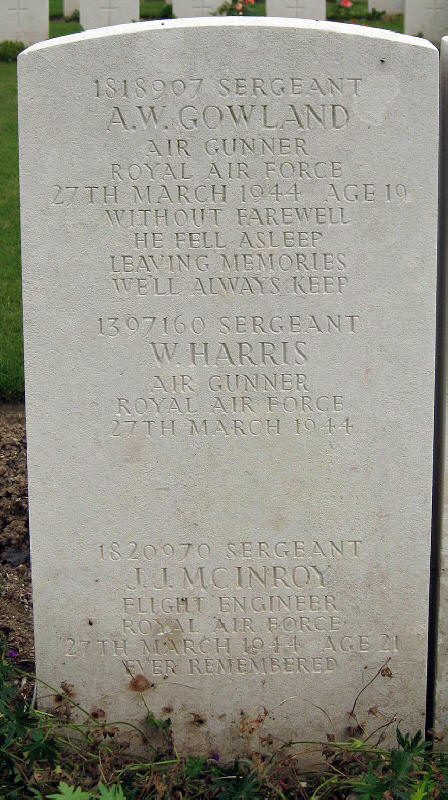 1818907 SERGEANT
A.W. GOWLAND
AIR GUNNER
ROYAL AIR FORCE
27TH MARCH 1944 AGE 19
WITHOUT FAREWELL
HE FELL ASLEEP
LEAVING MEMORIES
WE'LL ALWAYS KEEP
1397160 SERGEANT
W. HARRIS
AIR GUNNER
ROYAL AIR FORCE
27TH MARCH 1944
1820970 SERGEANT
J. J. MCINROY
FLIGHT ENGINEER
ROYAL AIR FORCE
27TH MARCH 1944 AGE 21
EVER REMEMBERED